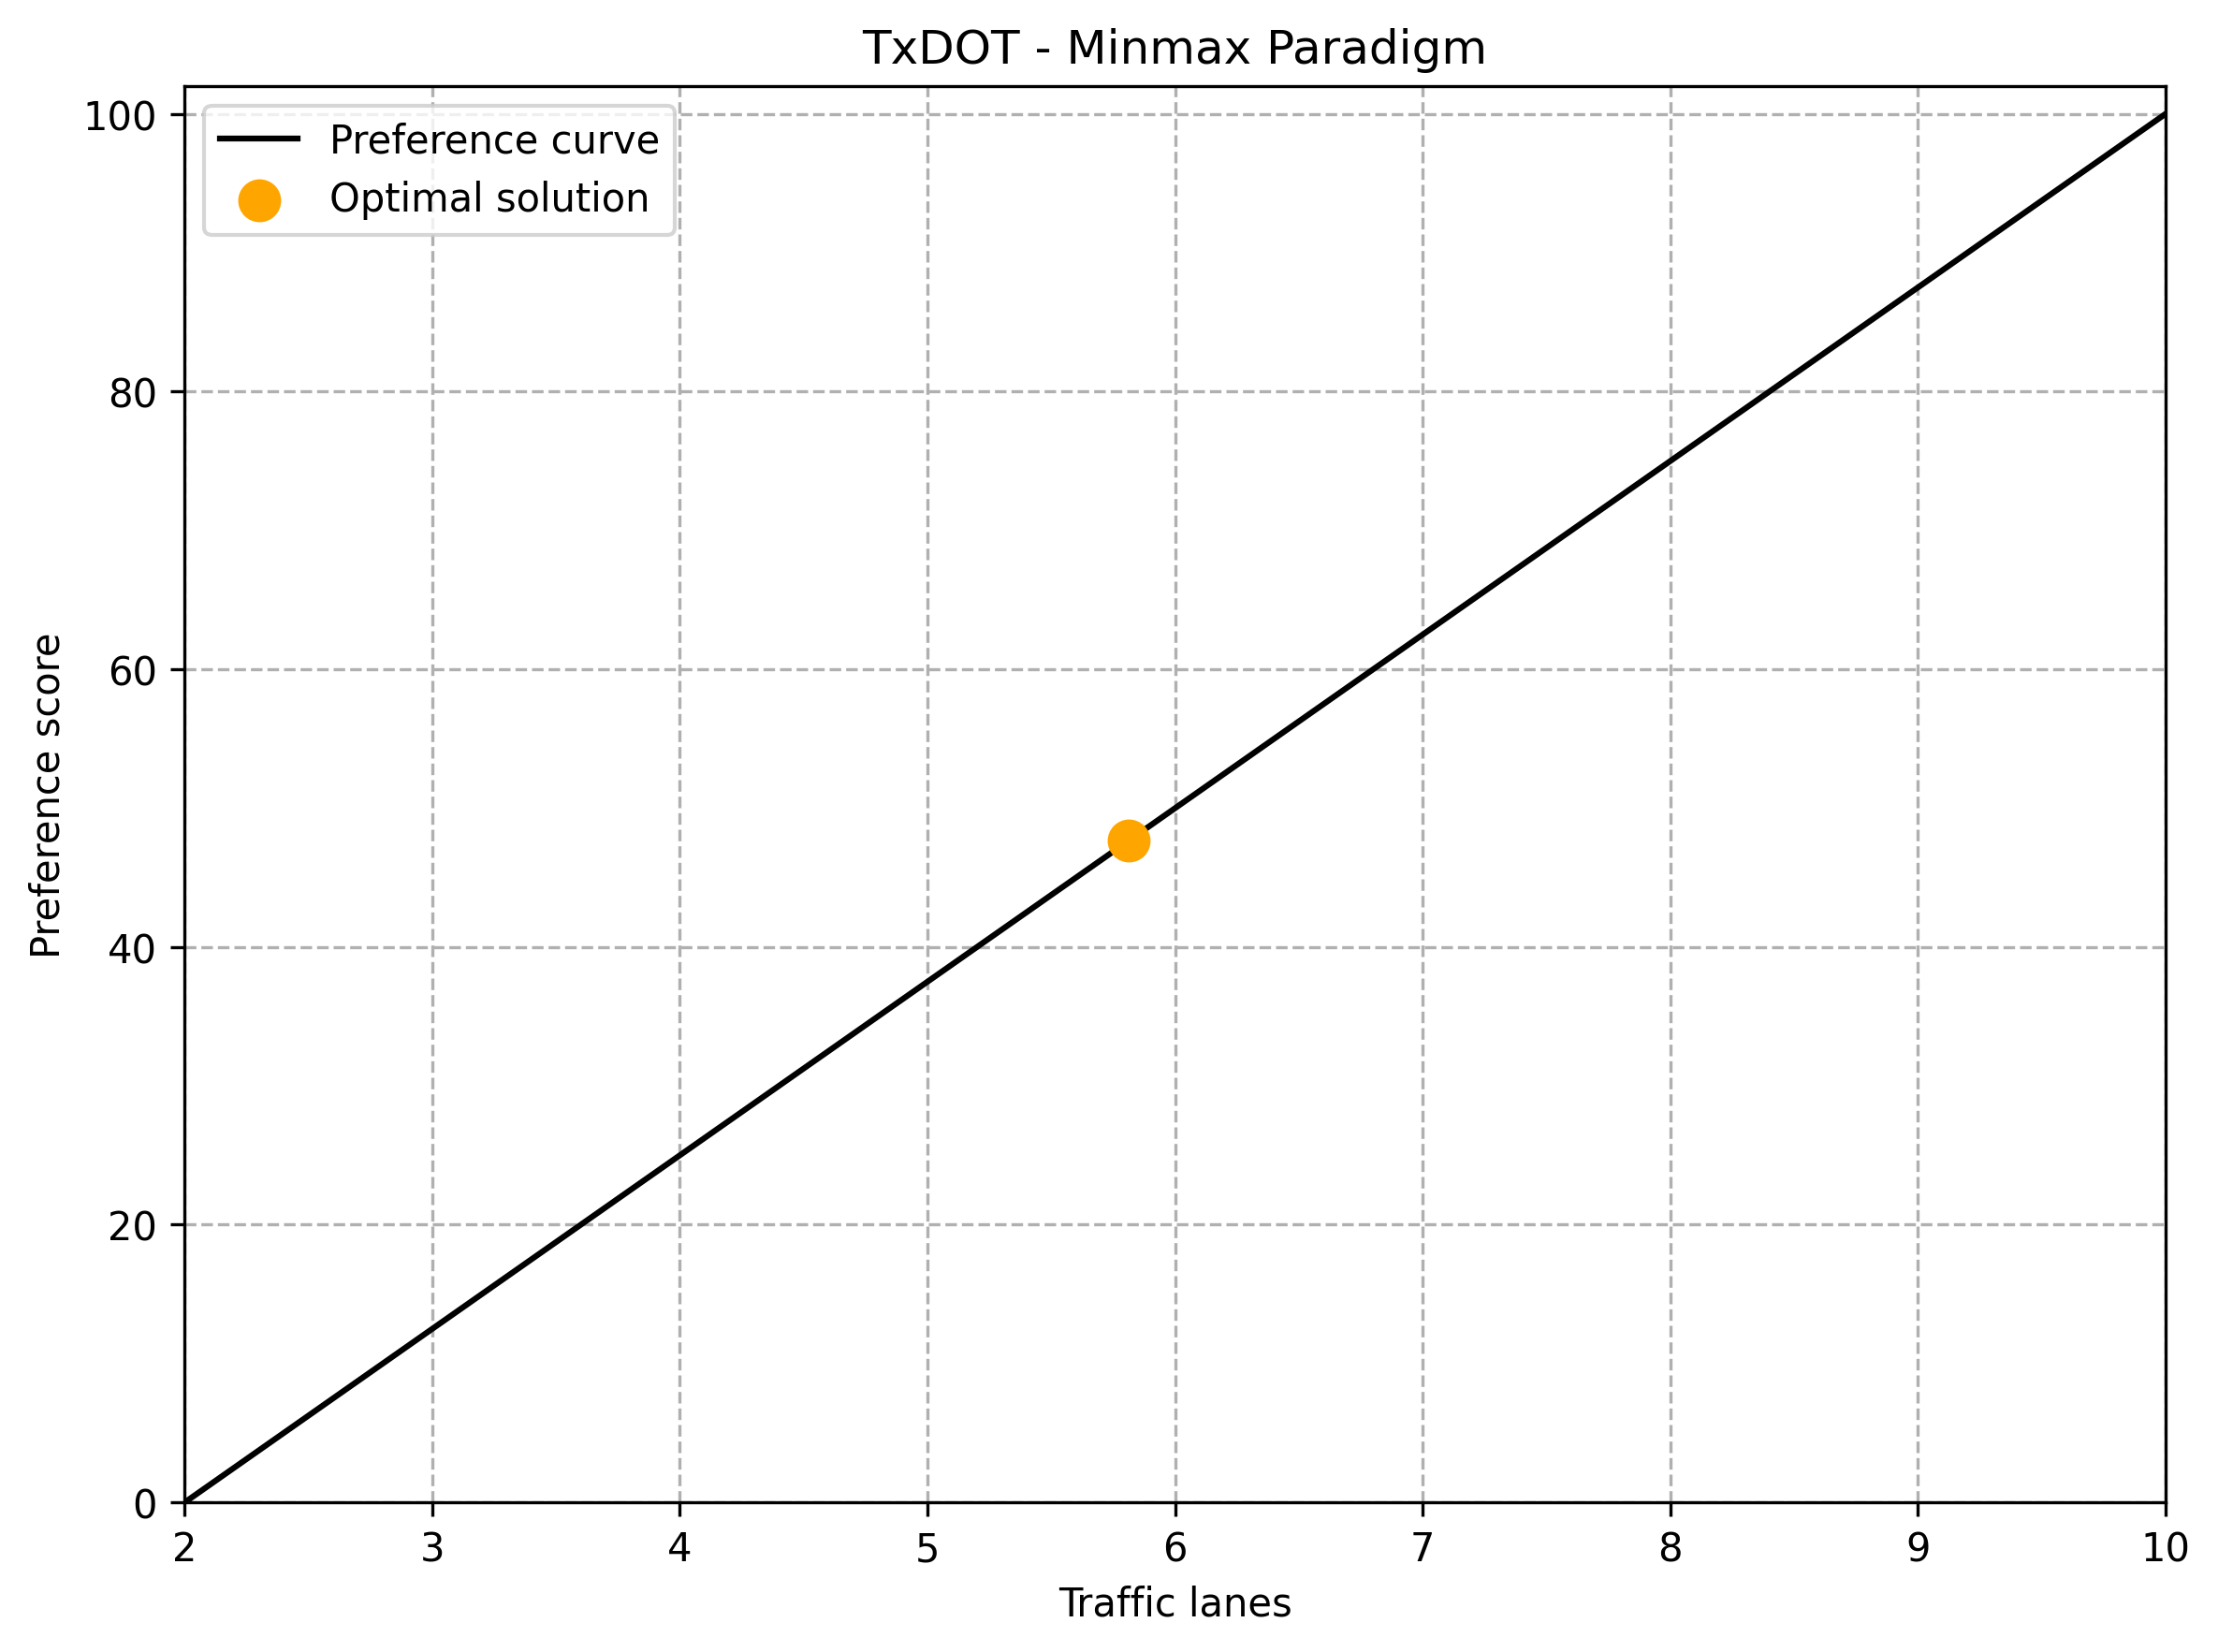 TxDOT - Minmax Paradigm
Preference curve
Optimal solution
100
80
60
40
20
0
Preference score
2 3 4 5 6 7 8 9 10
Traffic lanes